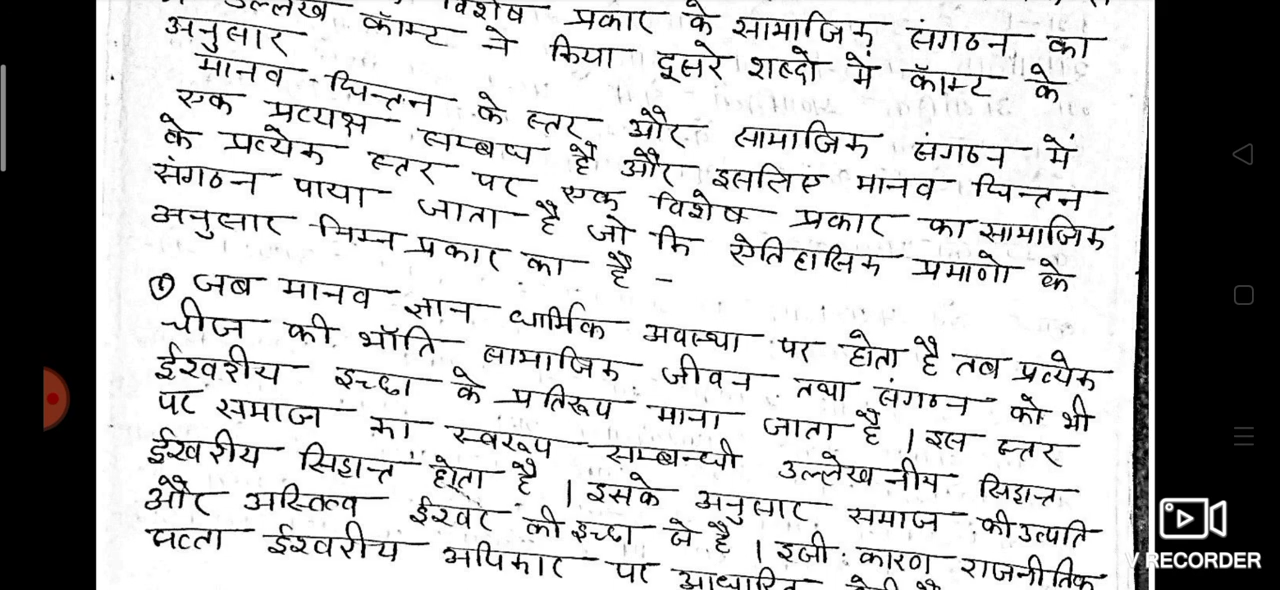 उल्लेख कॉम्ट ने किया दूसरे शब्दो में कॉम्ट के
विशेष प्रकार के सामाजिक संगठन का
अनुसार
मानव चिन्तन के स्तर और सामाजिक संगठन में
एक प्रत्यक्ष सम्बन्ध है और इसलिए मानव चिन्तन
के प्रत्येक स्तर पर एक विशेष प्रकार का सामाजिक
संगठन पाया जाता है जो कि ऐतिहासिक प्रमाणो के
अनुसार निम्न प्रकार का है -
① जब मानव ज्ञान धार्मिक अवस्था पर होता है तब प्रत्येक
चीज की भाँति सामाजिक जीवन तथा संगठन को भी
ईश्वरीय इच्छा के प्रतिरूप माना जाता है। इस स्तर
पर समाज का स्वरूप सम्बन्धी उल्लेखनीय सिद्वान्त
ईश्वरीय सिद्वान्त होता है। इसके अनुसार समाज की उत्पति
और अस्तित्व ईश्वर की इच्छा से है। इसी कारण राजनीतिक
सत्ता ईश्वरीय अधिकार पर आधारित
V RECORDER